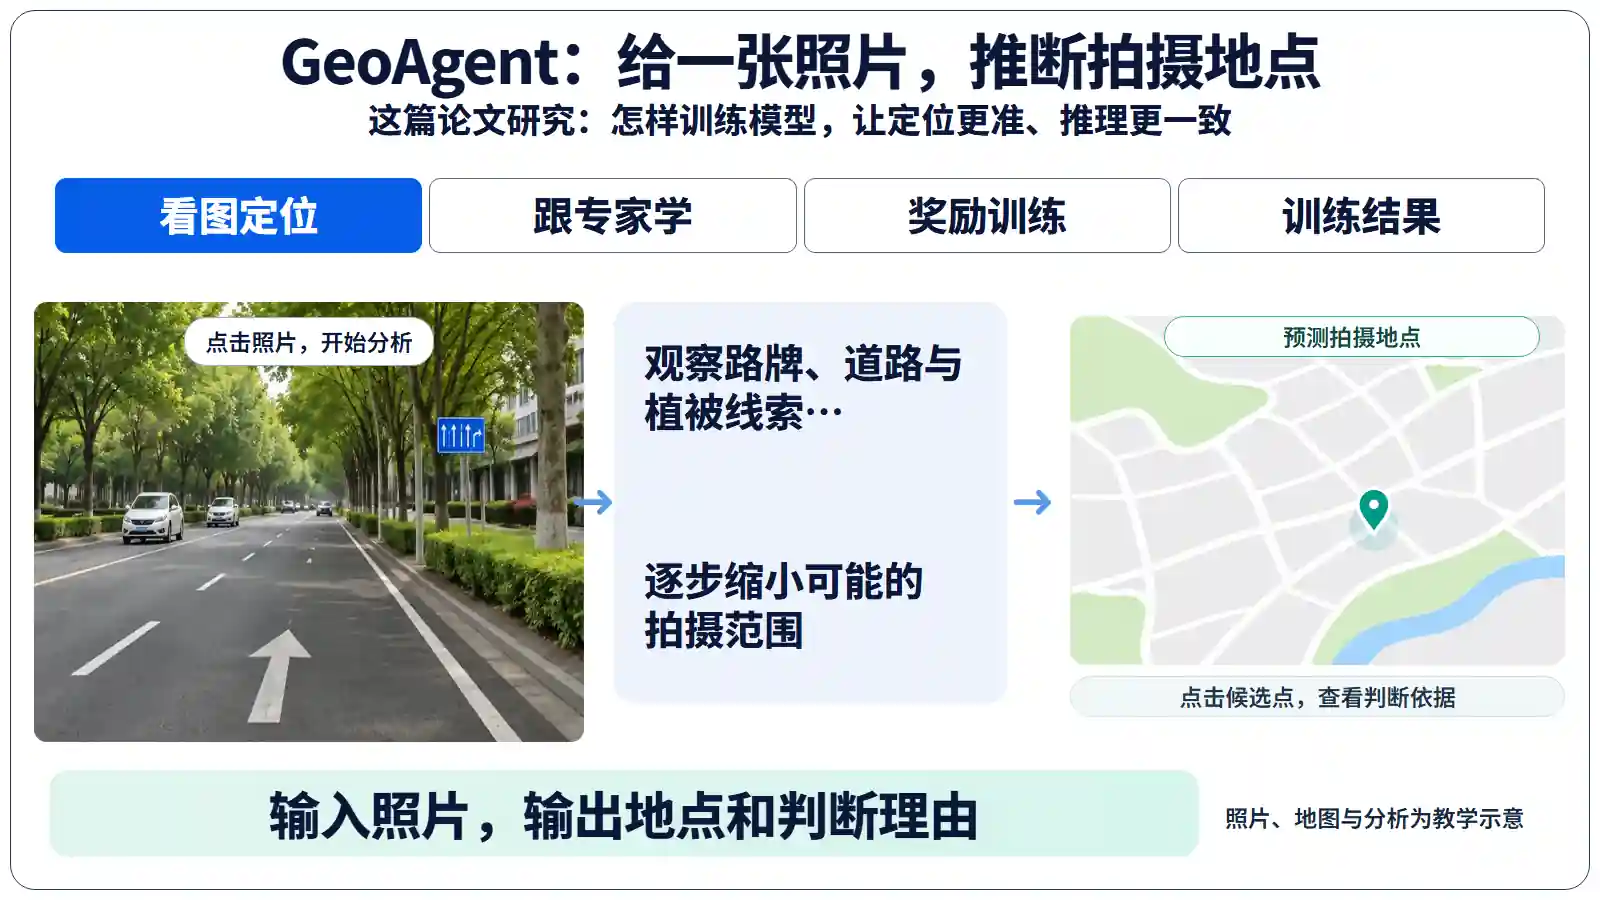 GeoAgent：给一张照片，推断拍摄地点
这篇论文研究：怎样训练模型，让定位更准、推理更一致
看图定位
跟专家学
奖励训练
训练结果
点击照片，开始分析
观察路牌、道路与
植被线索…
逐步缩小可能的
拍摄范围
预测拍摄地点
点击候选点，查看判断依据
输入照片，输出地点和判断理由
照片、地图与分析为教学示意